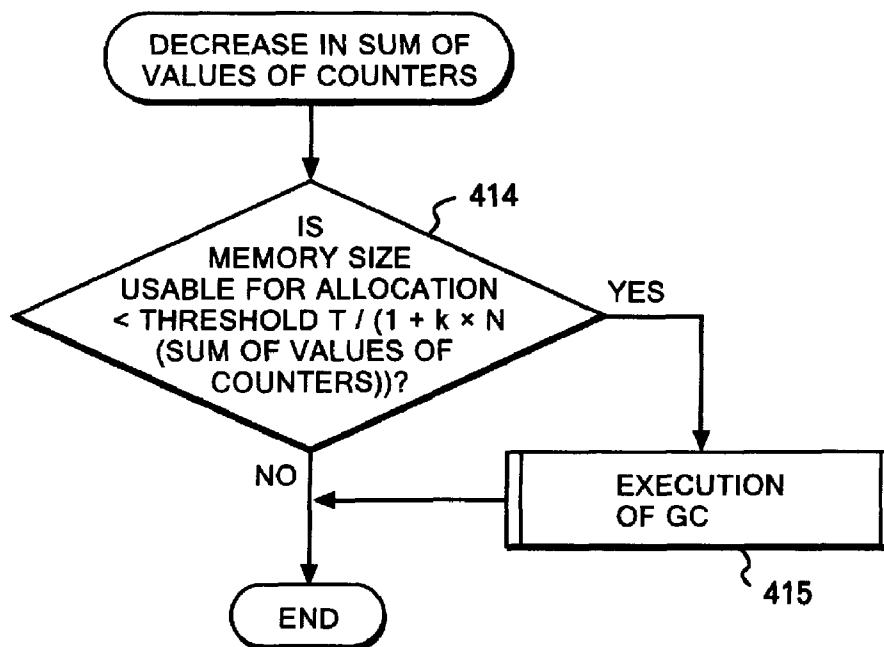 DECREASE IN SUM OF
VALUES OF COUNTERS
414
IS
MEMORY SIZE
USABLE FOR ALLOCATION
< THRESHOLD T / (1 + k × N
(SUM OF VALUES OF
COUNTERS))?
YES
NO
EXECUTION
OF GC
415
END